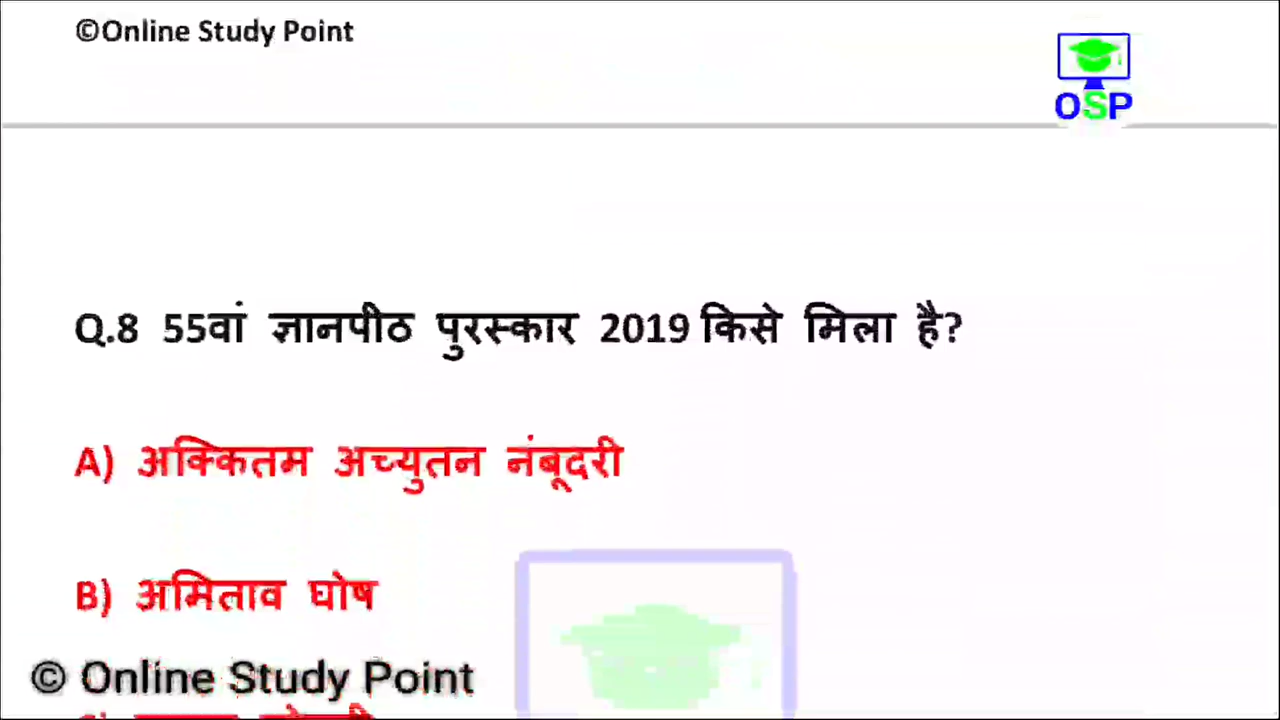 ©Online Study Point
OSP
Q.8 55वां ज्ञानपीठ पुरस्कार 2019 किसे मिला है?
A) अक्कितम अच्युतन नंबूदरी
B) अमिताव घोष
© Online Study Point